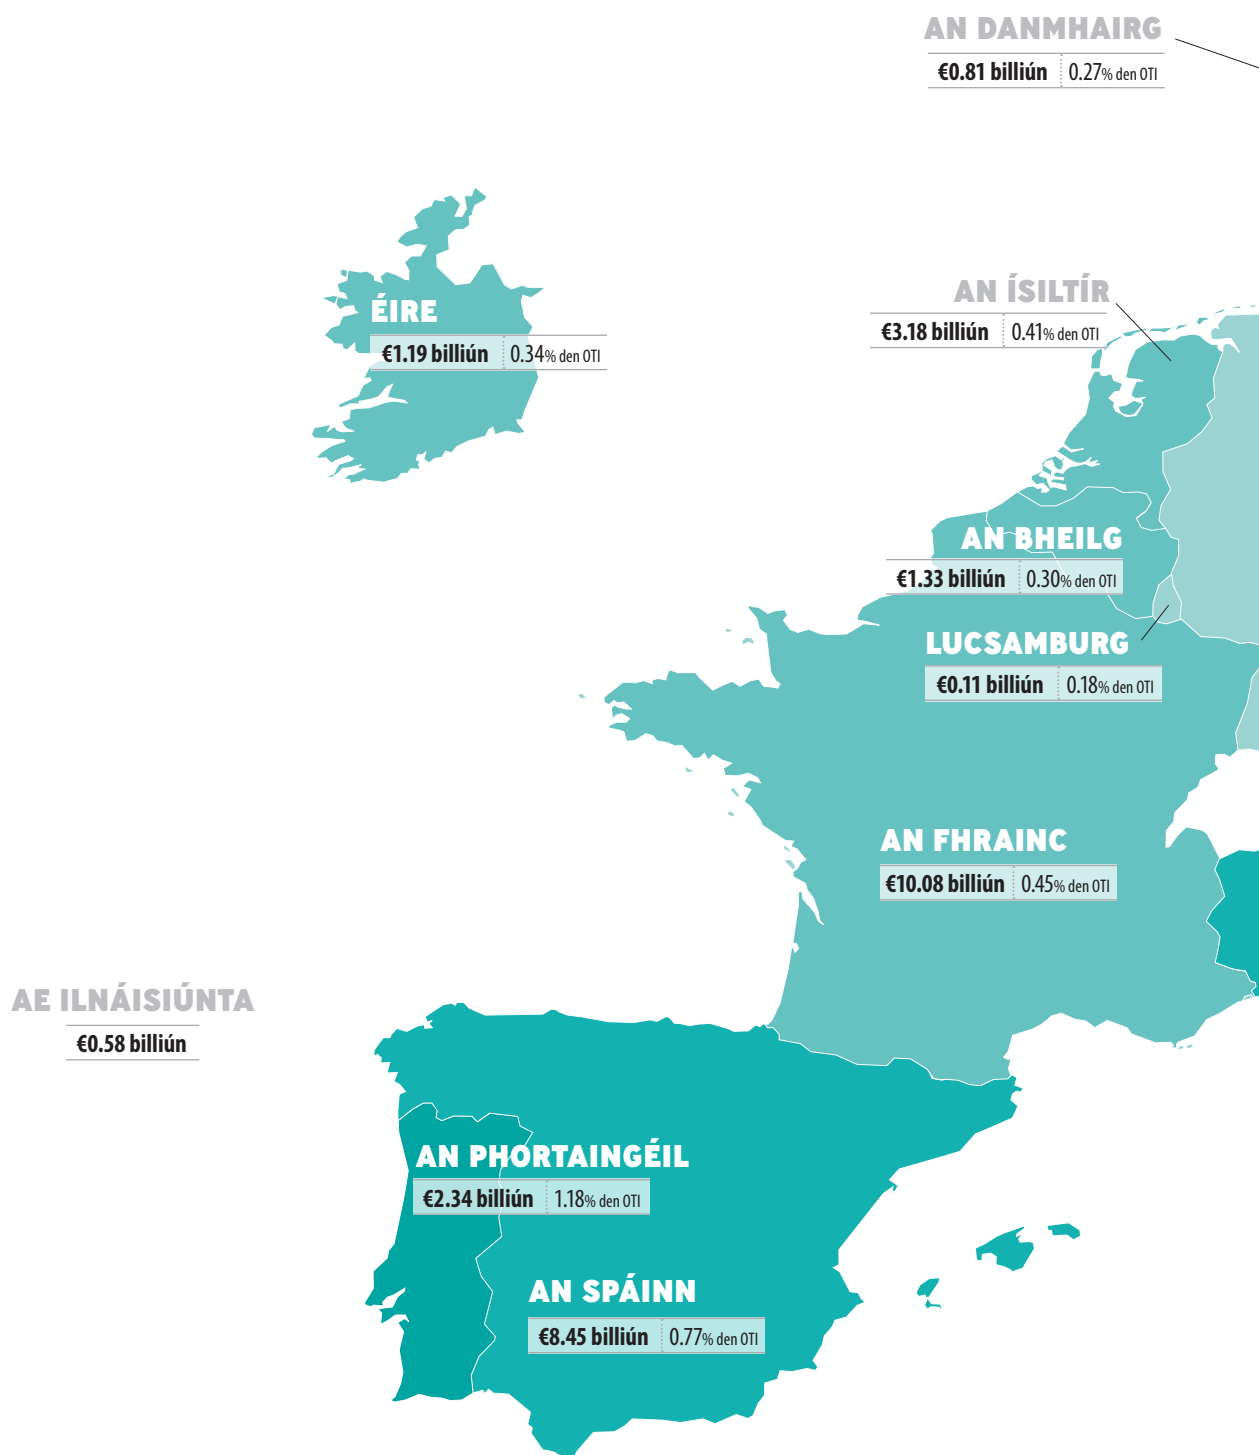 AN DANMHAIRG
€0.81 billiún 0.27% den OTI
AN ÍSILTÍR
€3.18 billiún 0.41% den OTI
ÉIRE
€1.19 billiún 0.34% den OTI
AN BHEILG
€1.33 billiún 0.30% den OTI
LUCSAMBURG
€0.11 billiún 0.18% den OTI
AN FHRAINC
€10.08 billiún 0.45% den OTI
AE ILNÁISIÚNTA
€0.58 billiún
AN PHORTAINGÉIL
€2.34 billiún 1.18% den OTI
AN SPÁINN
€8.45 billiún 0.77% den OTI